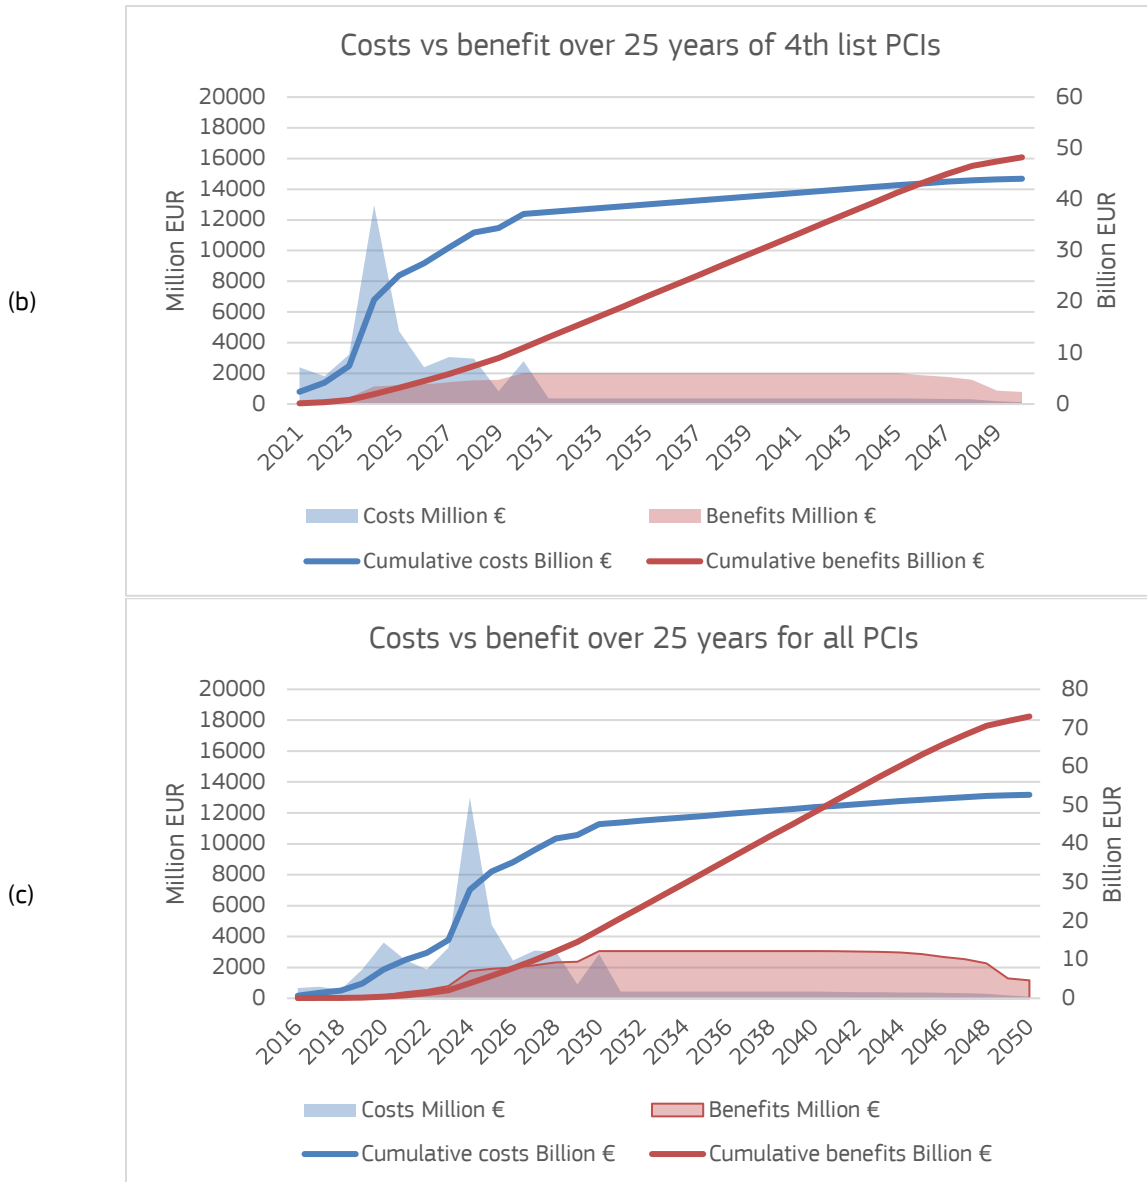 Costs vs benefit over 25 years of 4th list PCIs
20000
18000
16000
14000
12000
10000
8000
6000
4000
2000
0
Million EUR
60
50
40
30
20
10
0
Billion EUR
(b)
2021 2023 2025 2027 2029 2031 2033 2035 2037 2039 2041 2043 2045 2047 2049
Costs Million € Benefits Million €
Cumulative costs Billion € Cumulative benefits Billion €
Costs vs benefit over 25 years for all PCIs
20000
18000
16000
14000
12000
10000
8000
6000
4000
2000
0
Million EUR
80
70
60
50
40
30
20
10
0
Billion EUR
(c)
2016 2018 2020 2022 2024 2026 2028 2030 2032 2034 2036 2038 2040 2042 2044 2046 2048 2050
Costs Million € Benefits Million €
Cumulative costs Billion € Cumulative benefits Billion €